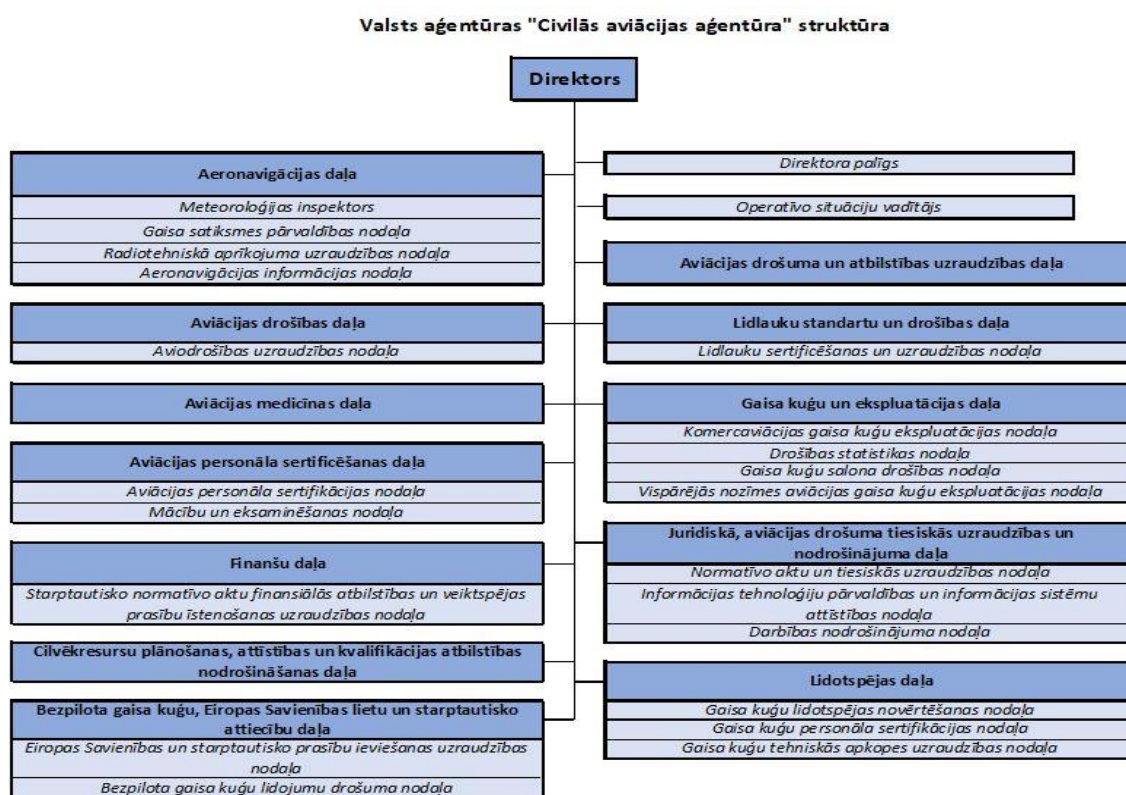 Valsts aģentūras "Civilās aviācijas aģentūra" struktūra
Direktors
Aeronavigācijas daļa
Meteoroloģijas inspektors
Gaisa satiksmes pārvaldības nodaļa
Radiotehniskā aprīkojuma uzraudzības nodaļa
Aeronavigācijas informācijas nodaļa
Aviācijas drošības daļa
Aviodrošības uzraudzības nodaļa
Aviācijas medicīnas daļa
Aviācijas personāla sertificēšanas daļa
Aviācijas personāla sertifikācijas nodaļa
Mācību un eksaminēšanas nodaļa
Finanšu daļa
Starptautisko normatīvo aktu finansiālās atbilstības un veiktspējas
prasību īstenošanas uzraudzības nodaļa
Cilvēkresursu plānošanas, attīstības un kvalifikācijas atbilstības
nodrošināšanas daļa
Bezpilota gaisa kuģu, Eiropas Savienības lietu un starptautisko
attiecību daļa
Eiropas Savienības un starptautisko prasību ieviešanas uzraudzības
nodaļa
Bezpilota gaisa kuģu lidojumu drošuma nodaļa
Direktora palīgs
Operatīvo situāciju vadītājs
Aviācijas drošuma un atbilstības uzraudzības daļa
Lidlauku standartu un drošības daļa
Lidlauku sertificēšanas un uzraudzības nodaļa
Gaisa kuģu un ekspluatācijas daļa
Komercaviācijas gaisa kuģu ekspluatācijas nodaļa
Drošības statistikas nodaļa
Gaisa kuģu salona drošības nodaļa
Vispārējās nozīmes aviācijas gaisa kuģu ekspluatācijas nodaļa
Juridiskā, aviācijas drošuma tiesiskās uzraudzības un
nodrošinājuma daļa
Normatīvo aktu un tiesiskās uzraudzības nodaļa
Informācijas tehnoloģiju pārvaldības un informācijas sistēmu
attīstības nodaļa
Darbības nodrošinājuma nodaļa
Lidotspējas daļa
Gaisa kuģu lidotspējas novērtēšanas nodaļa
Gaisa kuģu personāla sertifikācijas nodaļa
Gaisa kuģu tehniskās apkopes uzraudzības nodaļa